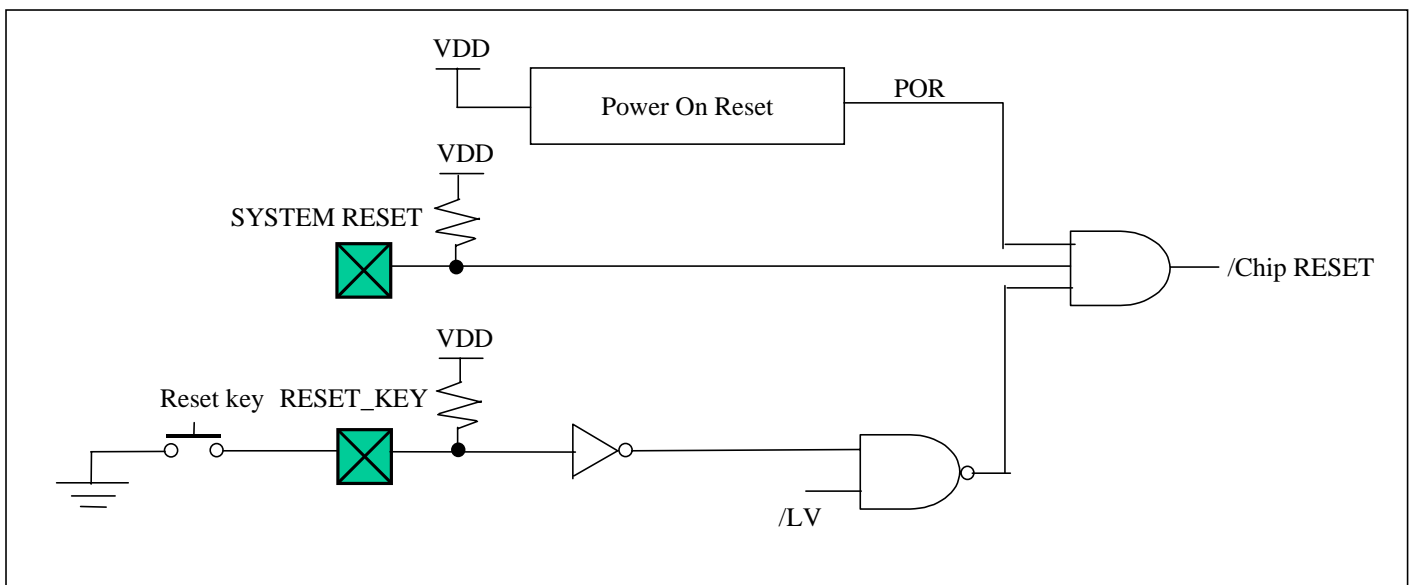 VDD
Power On Reset
POR
VDD
SYSTEM RESET
/Chip RESET
VDD
Reset key
RESET_KEY
/LV